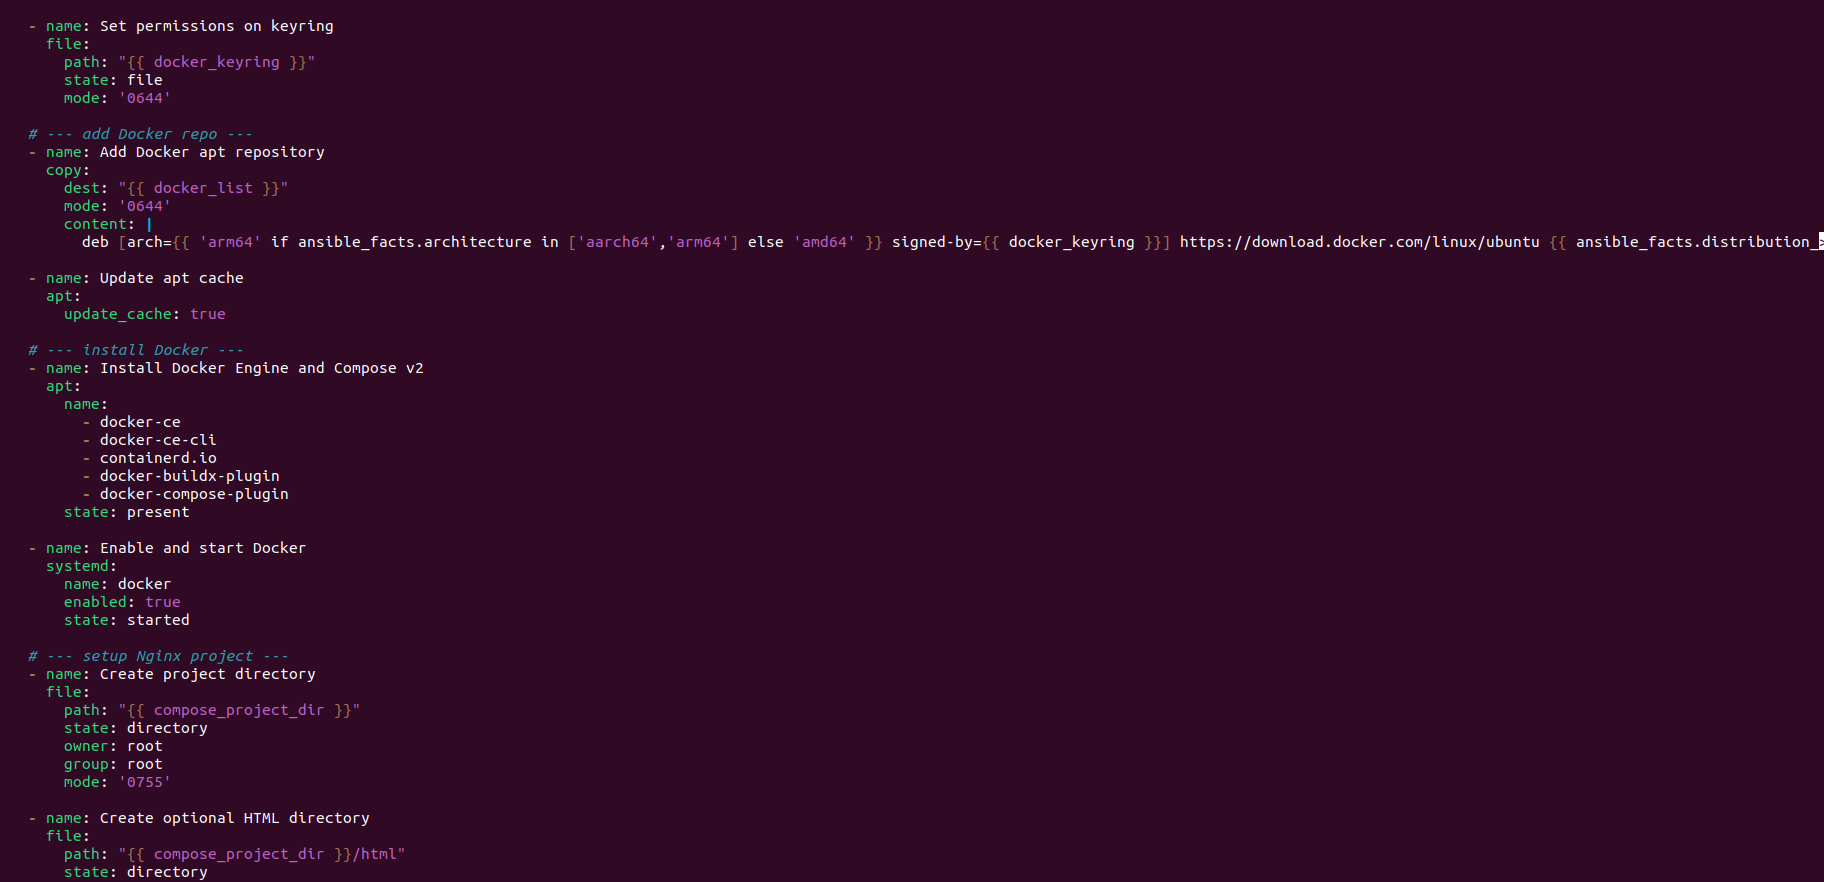 - name: Set permissions on keyring
  file:
    path: "{{ docker_keyring }}"
    state: file
    mode: '0644'

# --- add Docker repo ---
- name: Add Docker apt repository
  copy:
    dest: "{{ docker_list }}"
    mode: '0644'
    content: |
      deb [arch={{ 'arm64' if ansible_facts.architecture in ['aarch64','arm64'] else 'amd64' }} signed-by={{ docker_keyring }}] https://download.docker.com/linux/ubuntu {{ ansible_facts.distribution_>

- name: Update apt cache
  apt:
    update_cache: true

# --- install Docker ---
- name: Install Docker Engine and Compose v2
  apt:
    name:
      - docker-ce
      - docker-ce-cli
      - containerd.io
      - docker-buildx-plugin
      - docker-compose-plugin
    state: present

- name: Enable and start Docker
  systemd:
    name: docker
    enabled: true
    state: started

# --- setup Nginx project ---
- name: Create project directory
  file:
    path: "{{ compose_project_dir }}"
    state: directory
    owner: root
    group: root
    mode: '0755'

- name: Create optional HTML directory
  file:
    path: "{{ compose_project_dir }}/html"
    state: directory